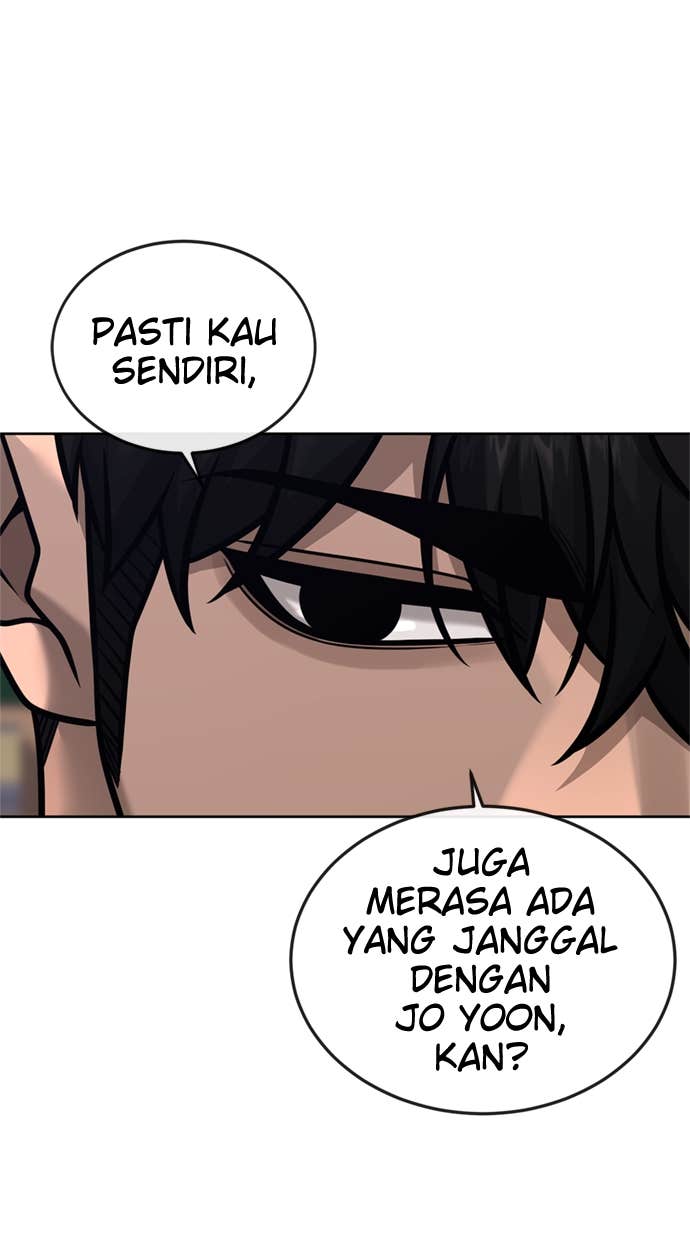 PASTI KAU
SENDIRI,
JUGA
MERASA ADA
YANG JANGGAL
DENGAN
JO YOON,
KAN?